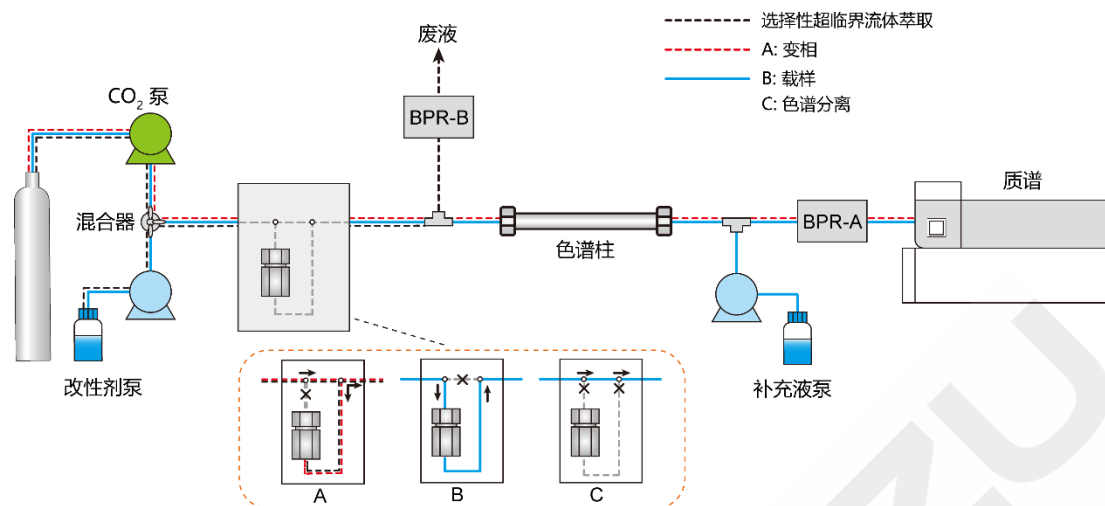 选择性超临界流体萃取
A: 变相
B: 载样
C: 色谱分离
废液
BPR-B
CO₂ 泵
混合器
改性剂泵
色谱柱
BPR-A
质谱
补充液泵
A
B
C
ZU